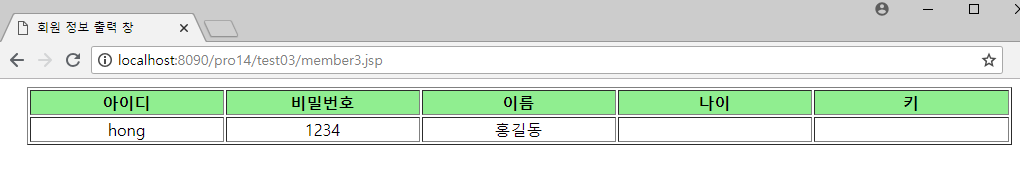 회원 정보 출력 창
localhost:8090/pro14/test03/member3.jsp
아이디 비밀번호 이름 나이 키
hong 1234 홍길동